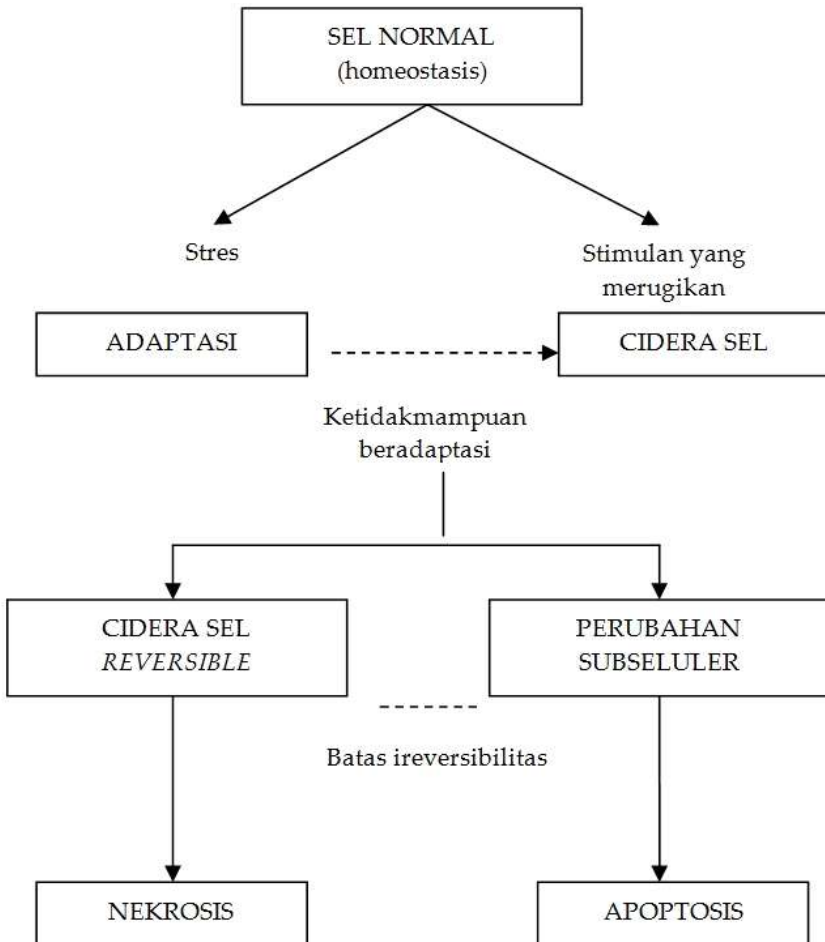 SEL NORMAL
(homeostasis)
Stres
Stimulan yang
merugikan
ADAPTASI
CIDERA SEL
Ketidakmampuan
beradaptasi
CIDERA SEL
REVERSIBLE
PERUBAHAN
SUBSELULER
Batas ireversibilitas
NEKROSIS
APOPTOSIS